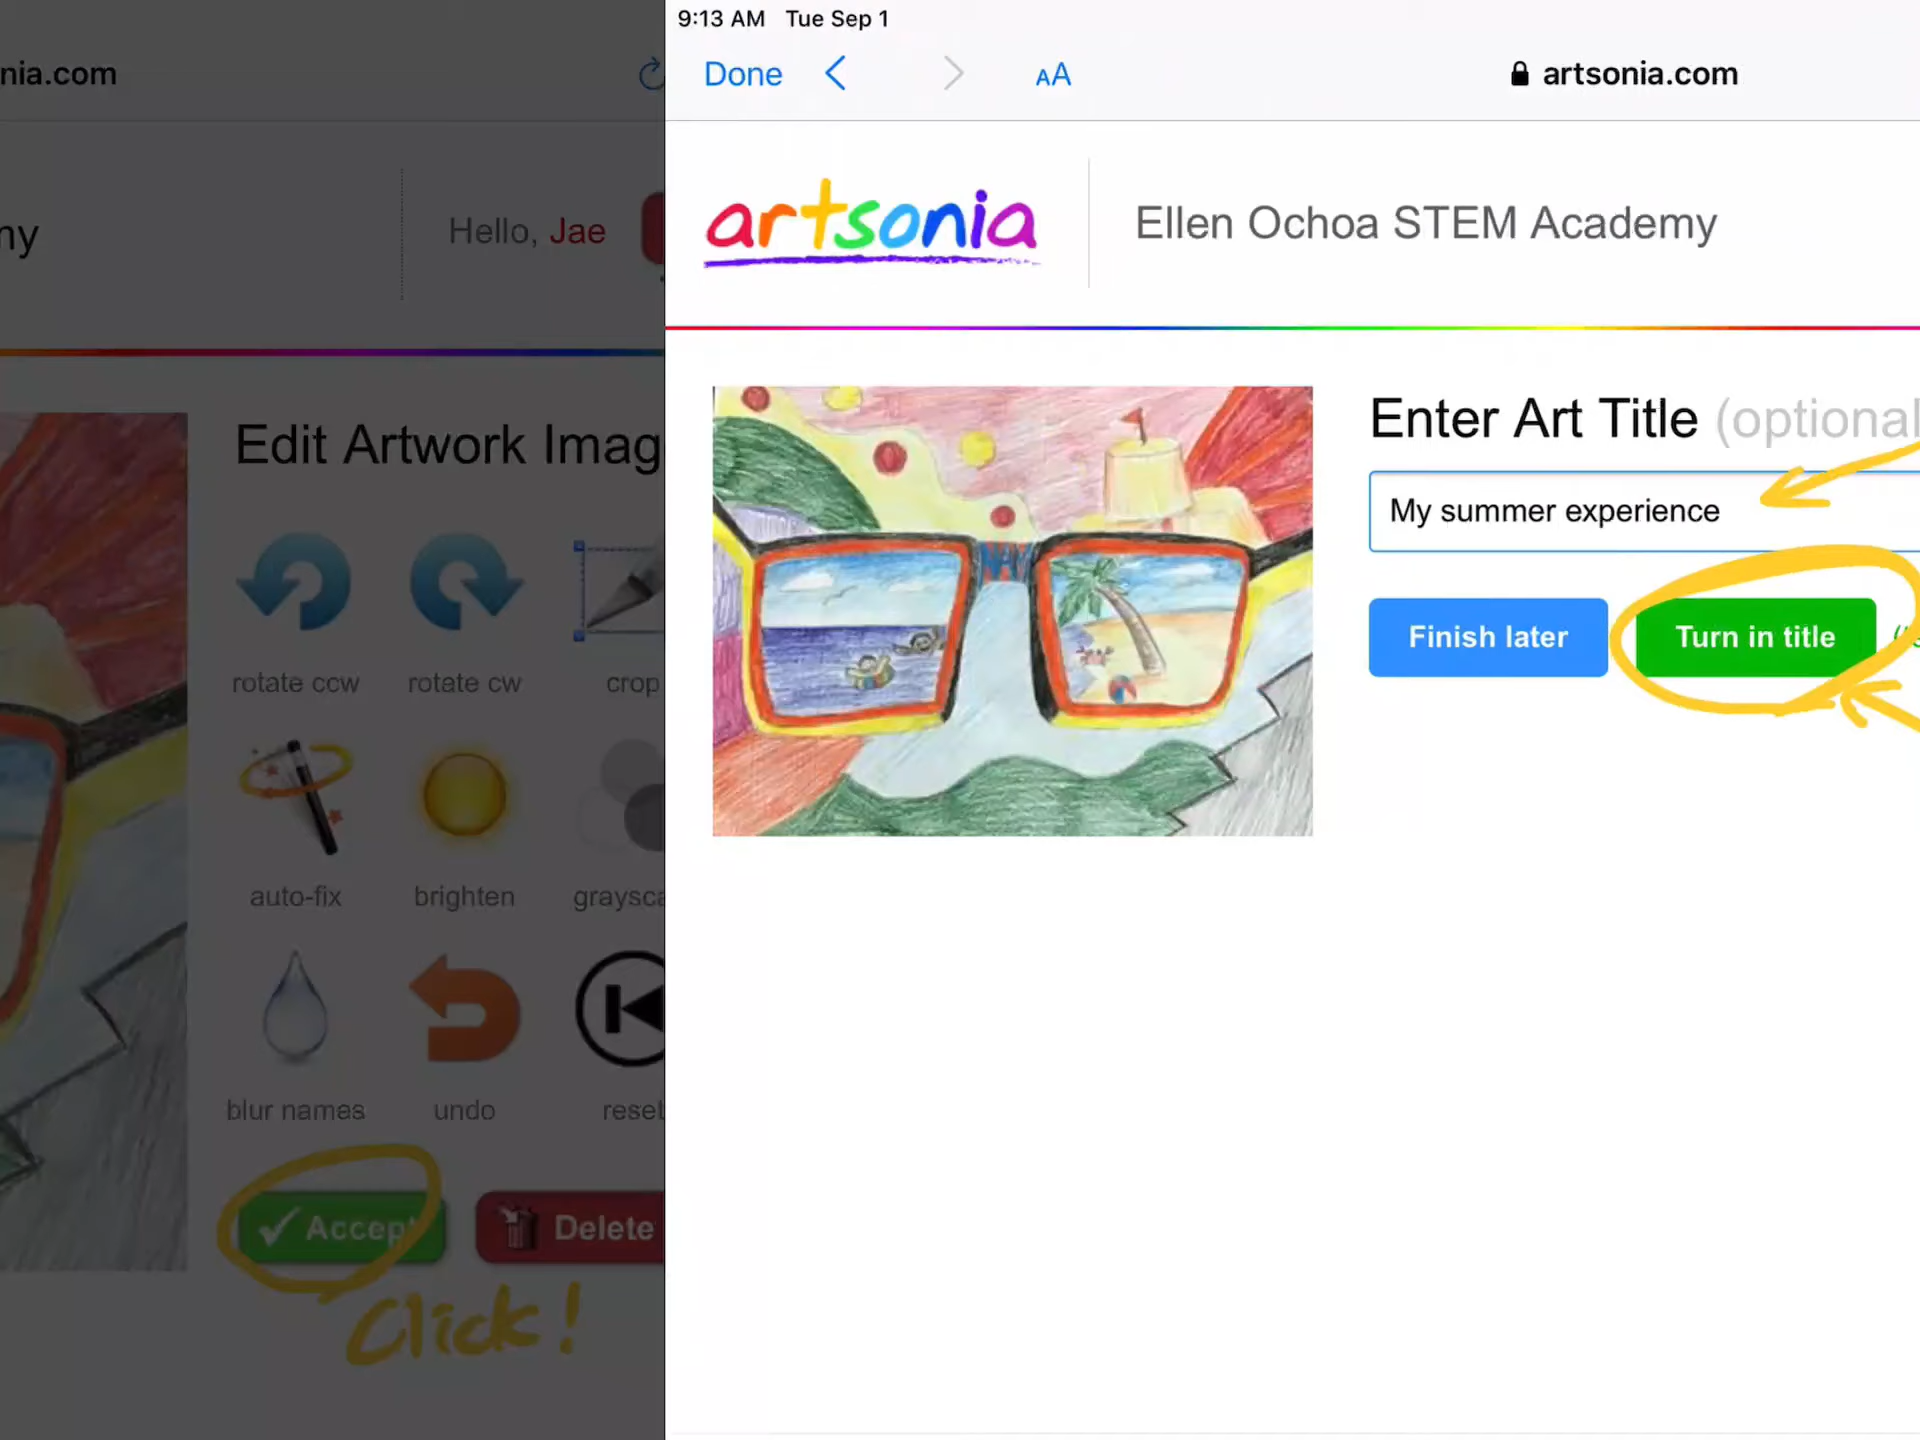 nia.com
my
Hello, Jae
Edit Artwork Imag
rotate ccw
rotate cw
crop
auto-fix
brighten
graysca
blur names
undo
reset
Accept
Delete
Click!
9:13 AM Tue Sep 1
Done
AA
artsonia.com
artsonia
Ellen Ochoa STEM Academy
Enter Art Title (optional
My summer experience
Finish later
Turn in title